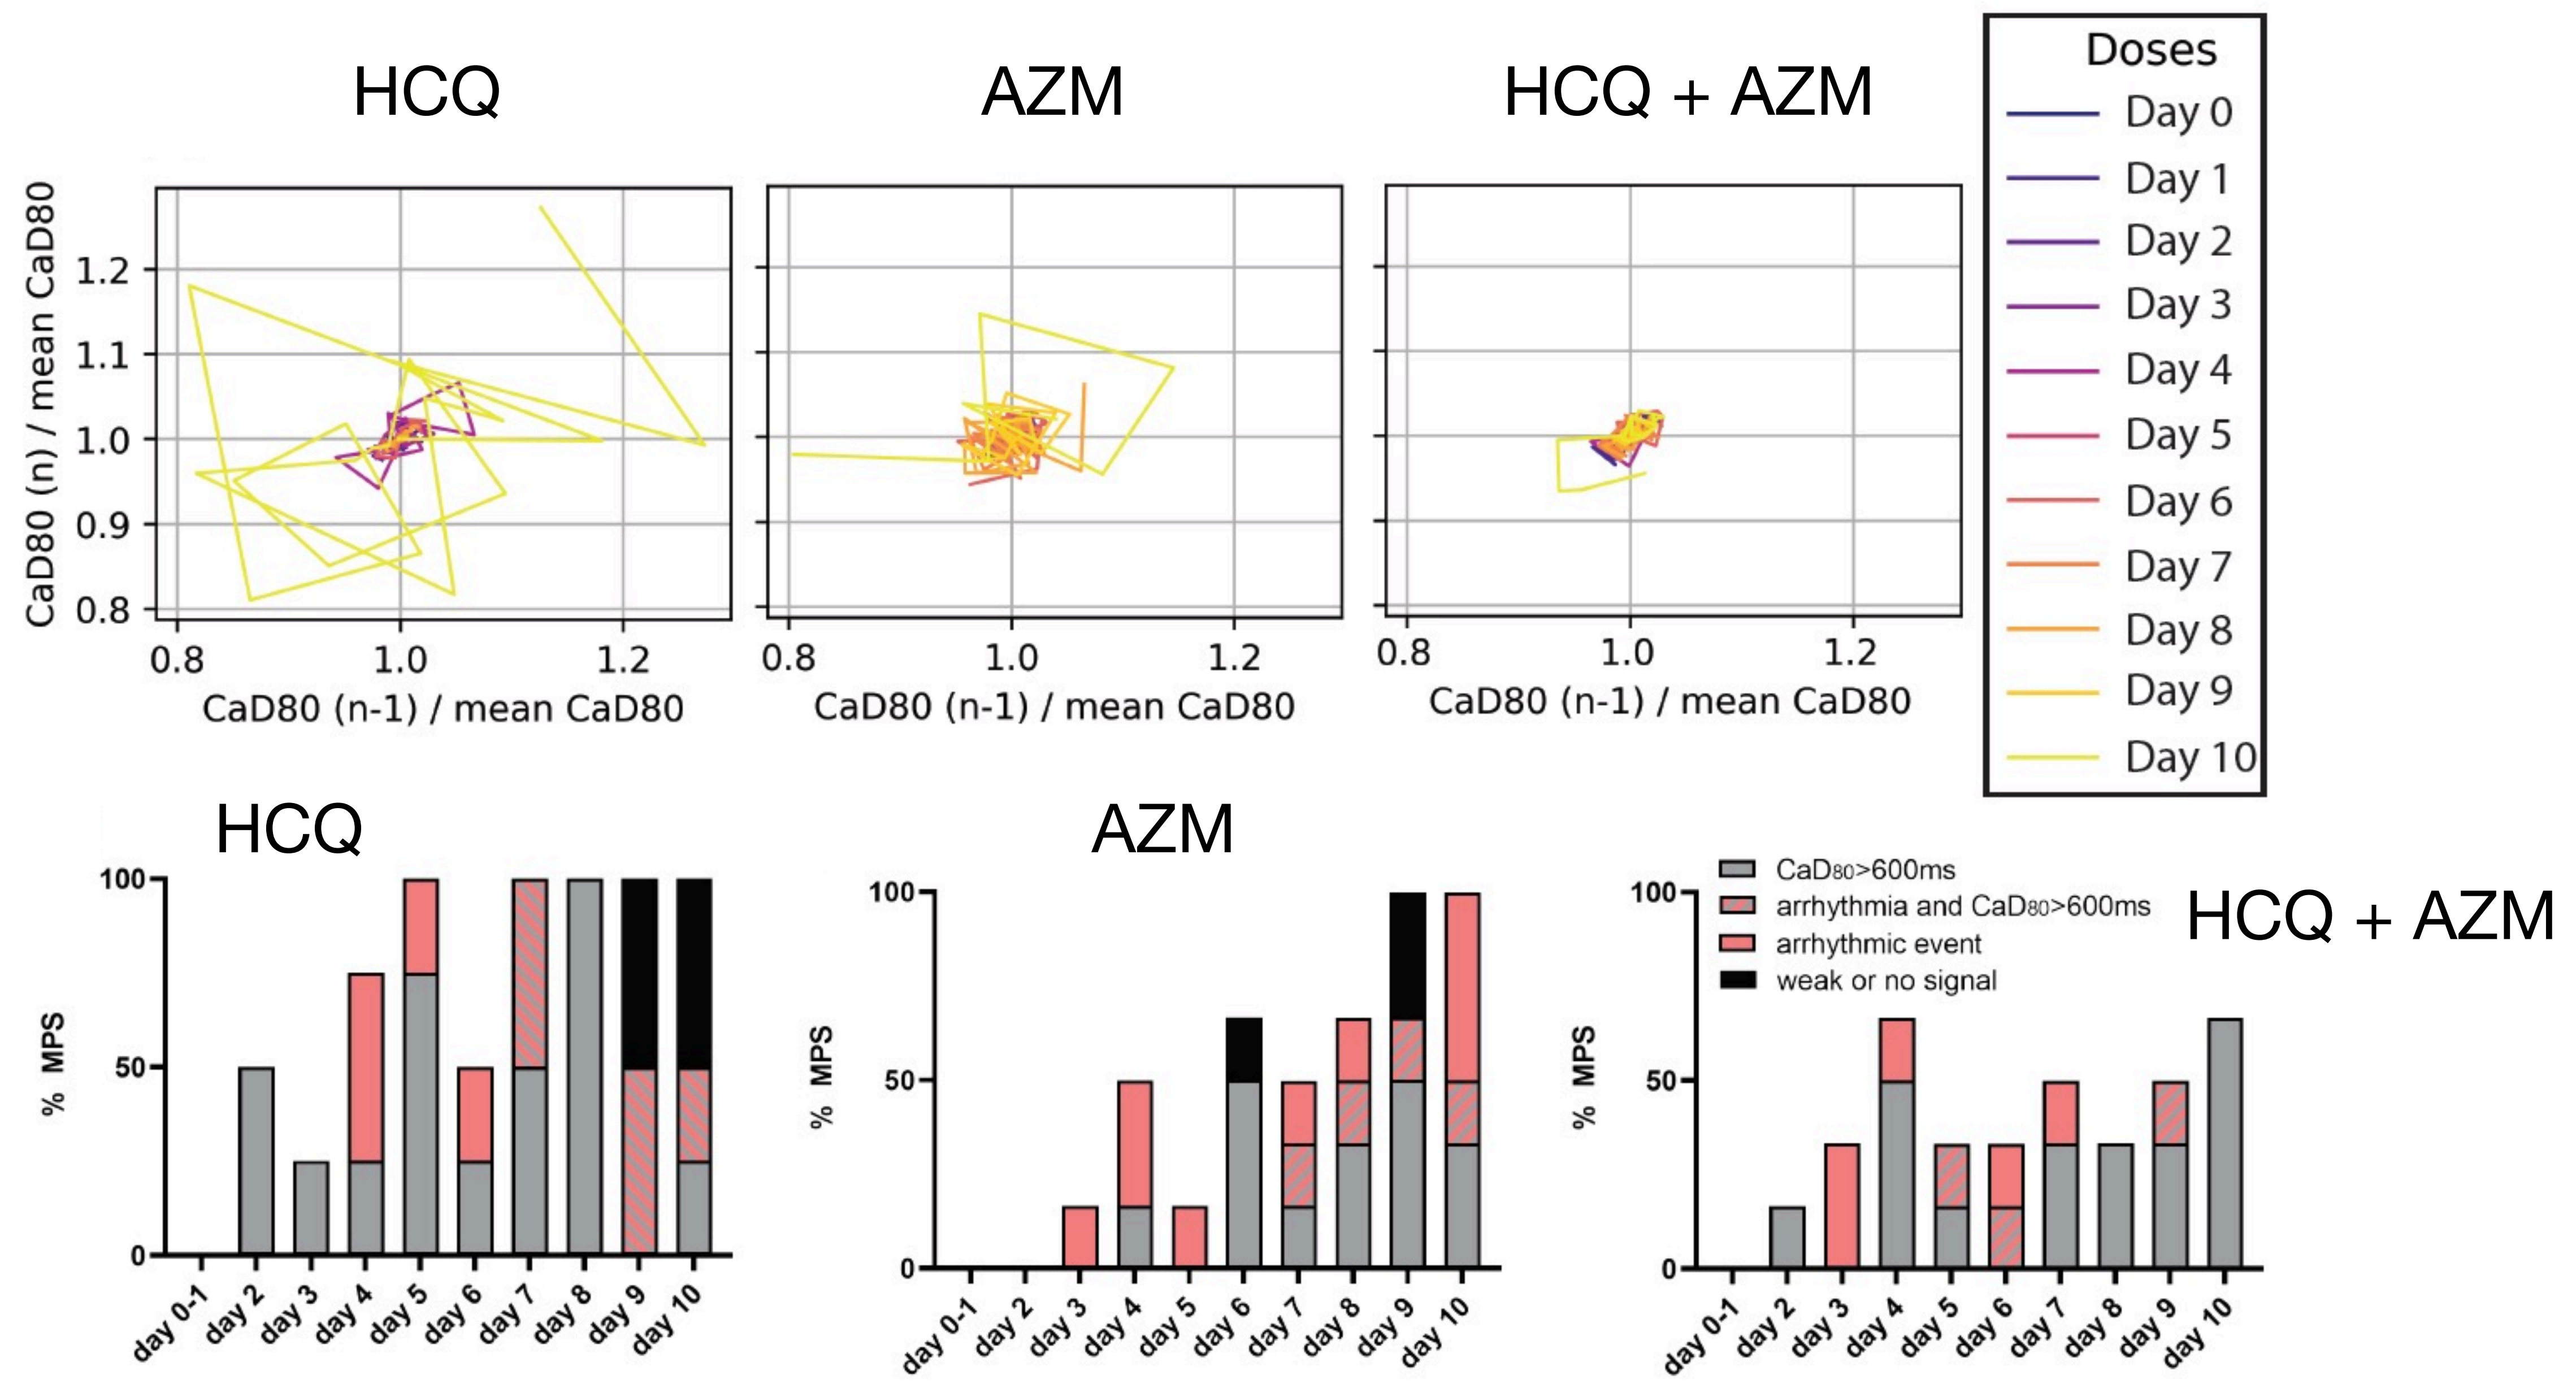 HCQ
AZM
HCQ + AZM
Doses
Day 0
Day 1
Day 2
Day 3
Day 4
Day 5
Day 6
Day 7
Day 8
Day 9
Day 10
CaD80 (n) / mean CaD80
1.2
1.1
1.0
0.9
0.8
0.8 1.0 1.2
CaD80 (n-1) / mean CaD80
0.8 1.0 1.2
CaD80 (n-1) / mean CaD80
0.8 1.0 1.2
CaD80 (n-1) / mean CaD80
HCQ
% MPS
100
50
0
day 0-1
day 2
day 3
day 4
day 5
day 6
day 7
day 8
day 9
day 10
AZM
% MPS
100
50
0
day 0-1
day 2
day 3
day 4
day 5
day 6
day 7
day 8
day 9
day 10
HCQ + AZM
CaD80>600ms
arrhythmia and CaD80>600ms
arrhythmic event
weak or no signal
% MPS
100
50
0
day 0-1
day 2
day 3
day 4
day 5
day 6
day 7
day 8
day 9
day 10